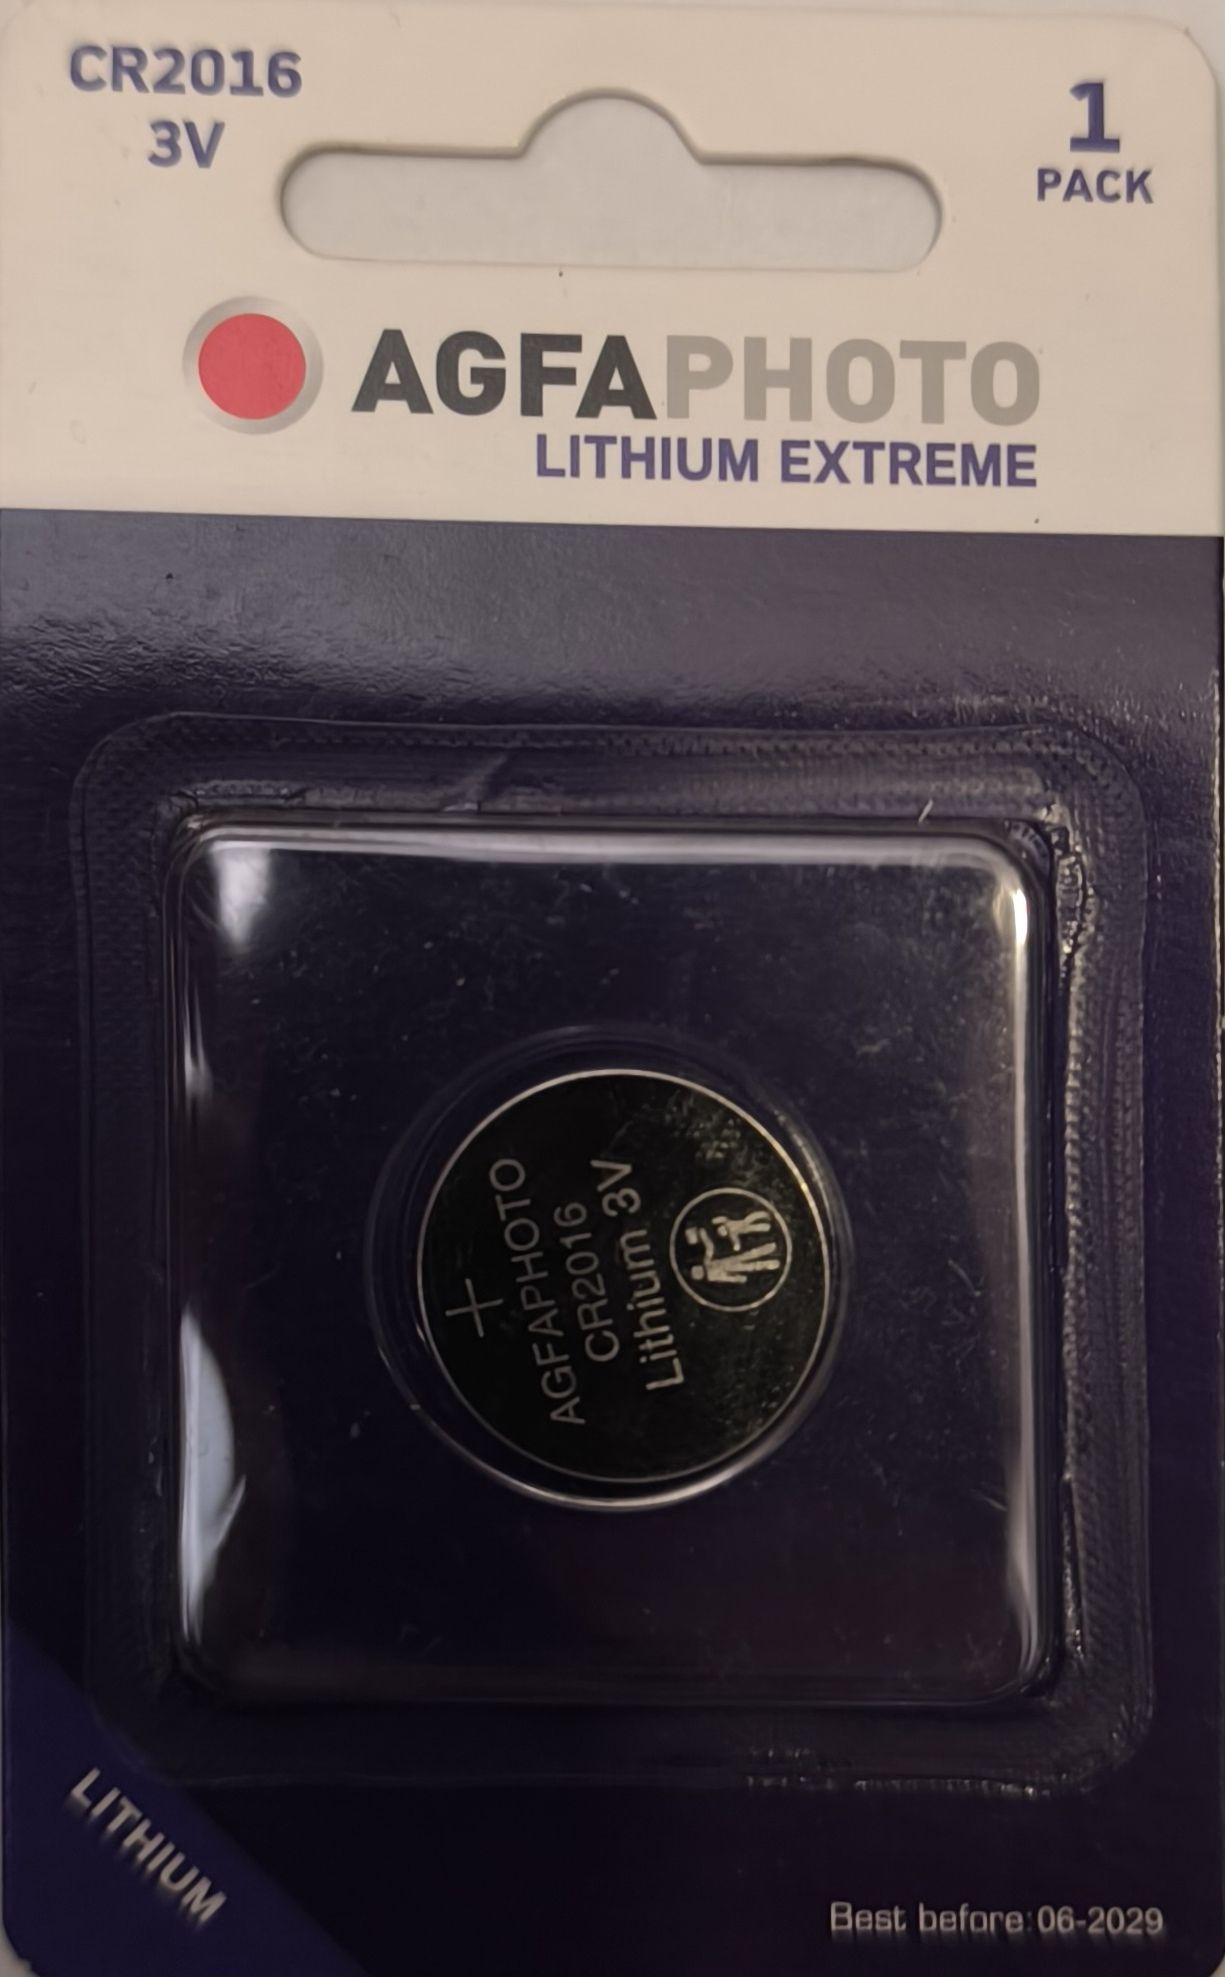 CR2016
3V
1
PACK
AGFAPHOTO
LITHIUM EXTREME
+
AGFAPHOTO
CR2016
Lithium 3V
LITHIUM
Best before: 06-2029